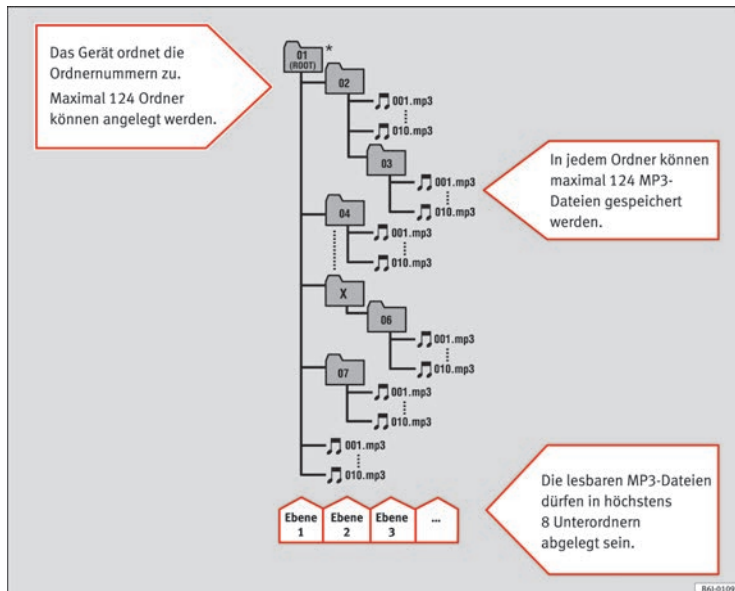 Das Gerät ordnet die
Ordnernummern zu.
Maximal 124 Ordner
können angelegt werden.
01
(ROOT)
*
02
001.mp3
010.mp3
03
001.mp3
010.mp3
In jedem Ordner können
maximal 124 MP3-
Dateien gespeichert
werden.
04
001.mp3
010.mp3
X
06
001.mp3
010.mp3
07
001.mp3
010.mp3
001.mp3
010.mp3
Die lesbaren MP3-Dateien
dürfen in höchstens
8 Unterordnern
abgelegt sein.
Ebene
1
Ebene
2
Ebene
3
...
B6J-0109